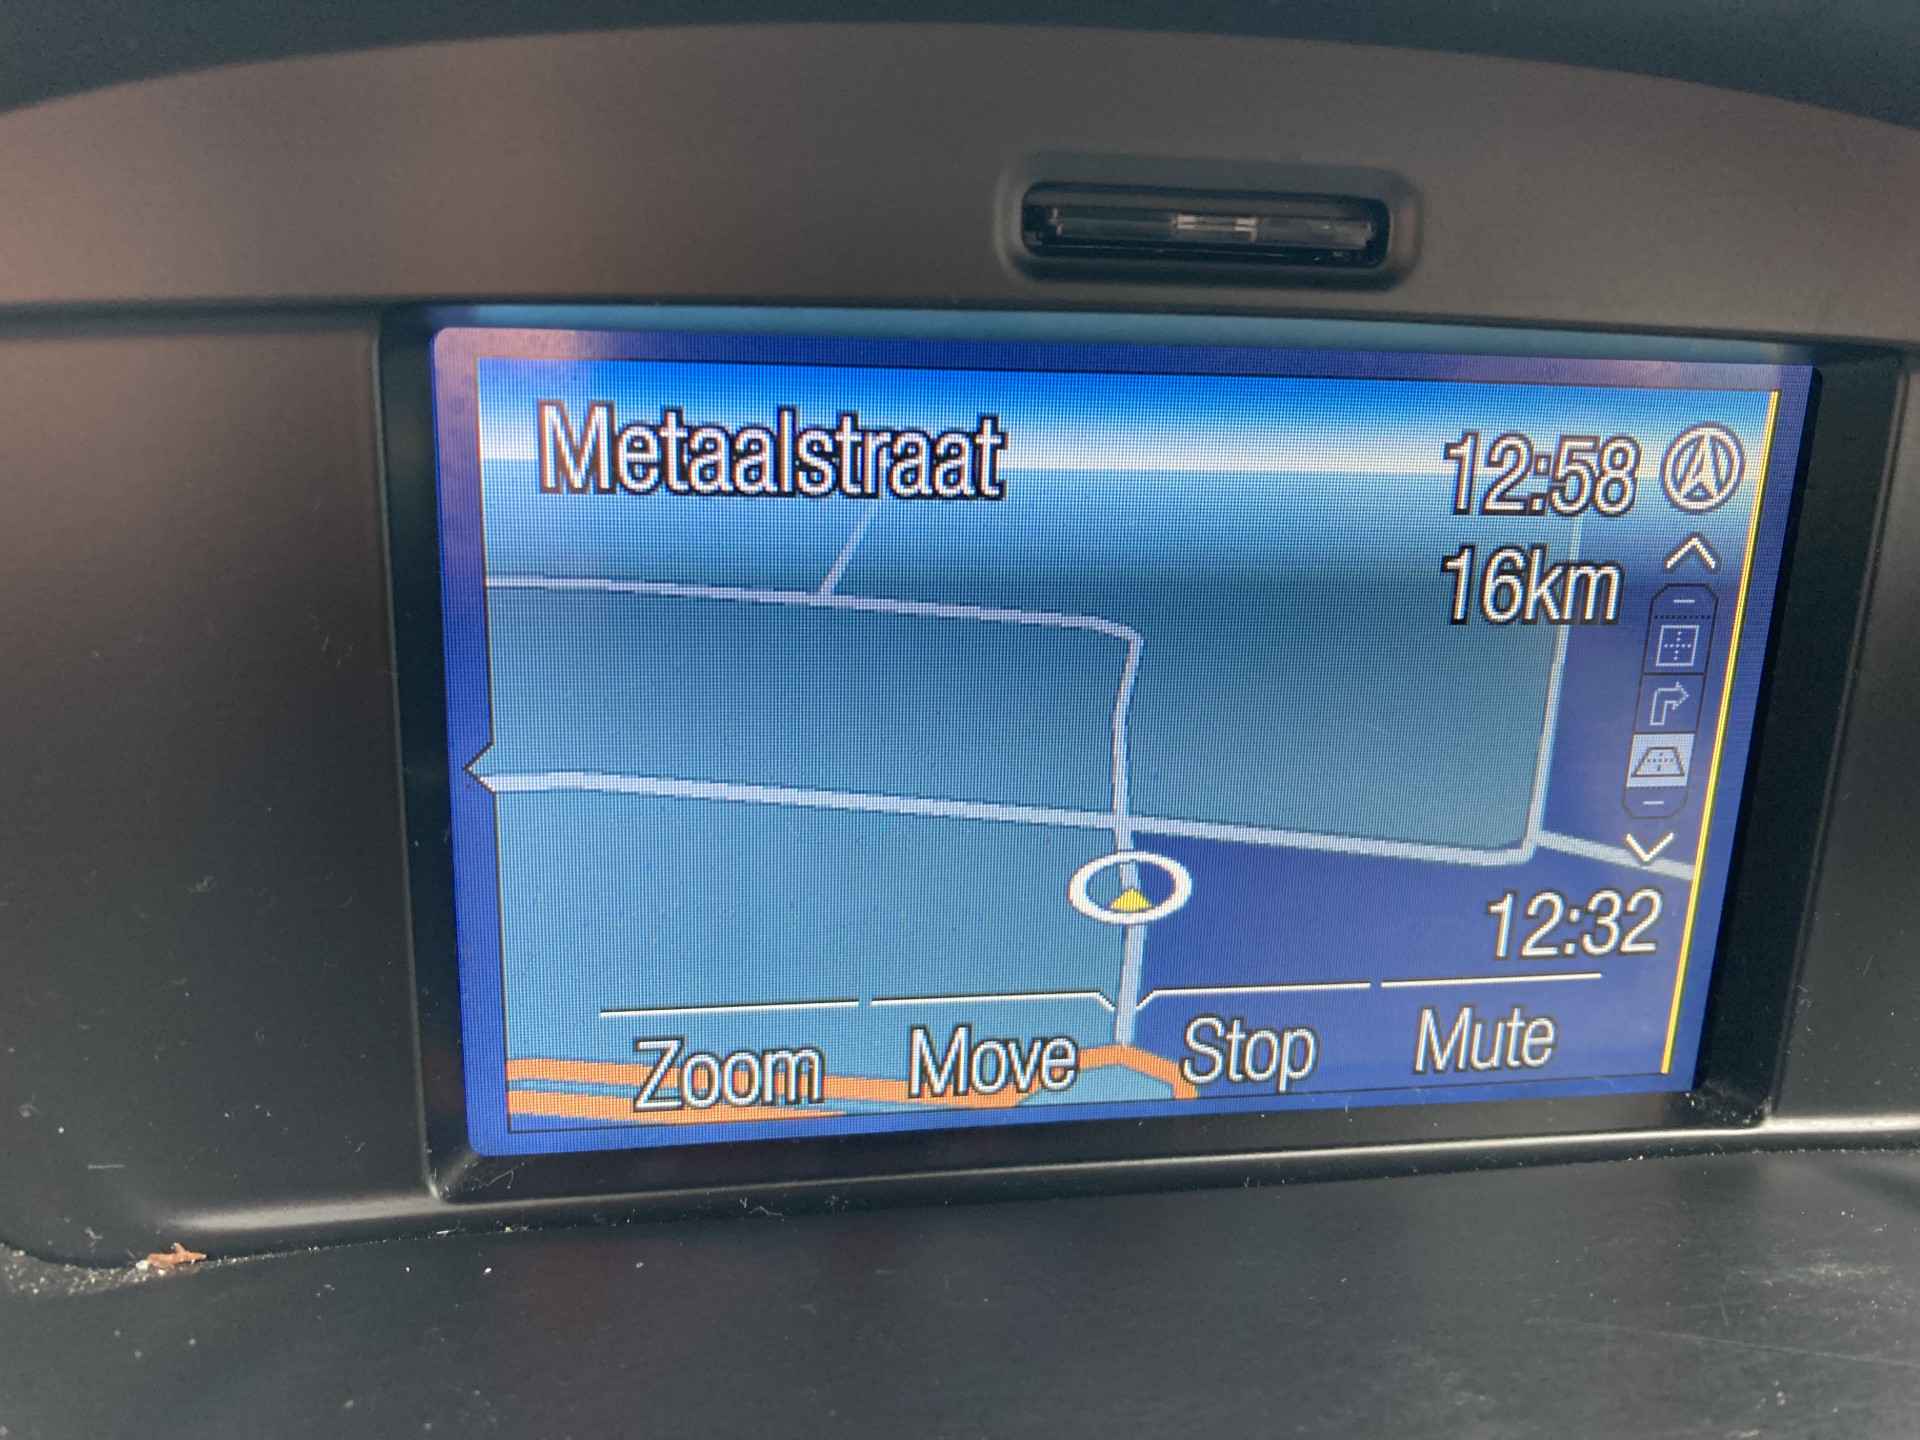 Metaalstraat
12:58
16km
12:32
Zoom Move Stop Mute